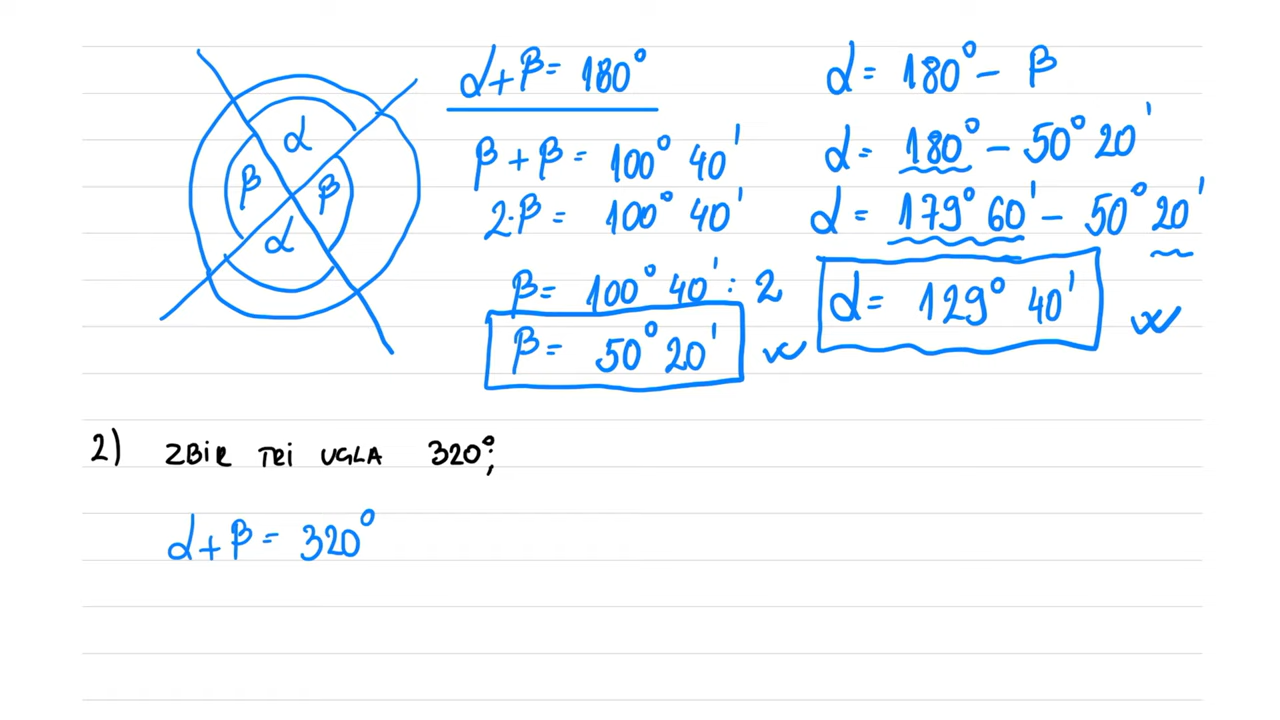 α
β
β
α
α+β= 180°
β+β= 100° 40'
2·β= 100° 40'
β= 100° 40' : 2
β= 50° 20'
α= 180° - β
α= 180° - 50° 20'
α= 179° 60' - 50° 20'
α= 129° 40'
2) ZBIR TRI UGLA 320°;
α+β= 320°